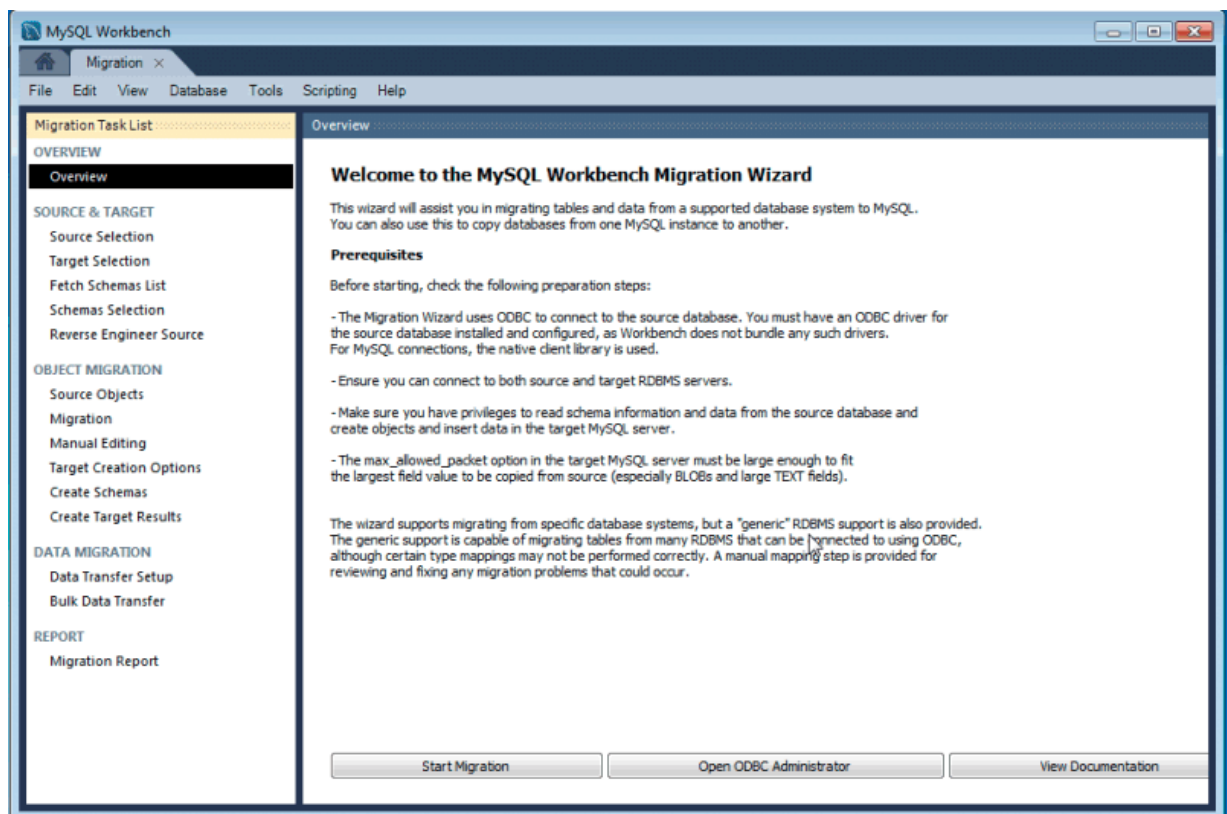 MySQL Workbench
Migration ×
File Edit View Database Tools Scripting Help
Migration Task List
OVERVIEW
Overview
SOURCE & TARGET
Source Selection
Target Selection
Fetch Schemas List
Schemas Selection
Reverse Engineer Source
OBJECT MIGRATION
Source Objects
Migration
Manual Editing
Target Creation Options
Create Schemas
Create Target Results
DATA MIGRATION
Data Transfer Setup
Bulk Data Transfer
REPORT
Migration Report
Overview
Welcome to the MySQL Workbench Migration Wizard
This wizard will assist you in migrating tables and data from a supported database system to MySQL.
You can also use this to copy databases from one MySQL instance to another.
Prerequisites
Before starting, check the following preparation steps:
- The Migration Wizard uses ODBC to connect to the source database. You must have an ODBC driver for
the source database installed and configured, as Workbench does not bundle any such drivers.
For MySQL connections, the native client library is used.
- Ensure you can connect to both source and target RDBMS servers.
- Make sure you have privileges to read schema information and data from the source database and
create objects and insert data in the target MySQL server.
- The max_allowed_packet option in the target MySQL server must be large enough to fit
the largest field value to be copied from source (especially BLOBs and large TEXT fields).
The wizard supports migrating from specific database systems, but a "generic" RDBMS support is also provided.
The generic support is capable of migrating tables from many RDBMS that can be connected to using ODBC,
although certain type mappings may not be performed correctly. A manual mapping step is provided for
reviewing and fixing any migration problems that could occur.
Start Migration
Open ODBC Administrator
View Documentation